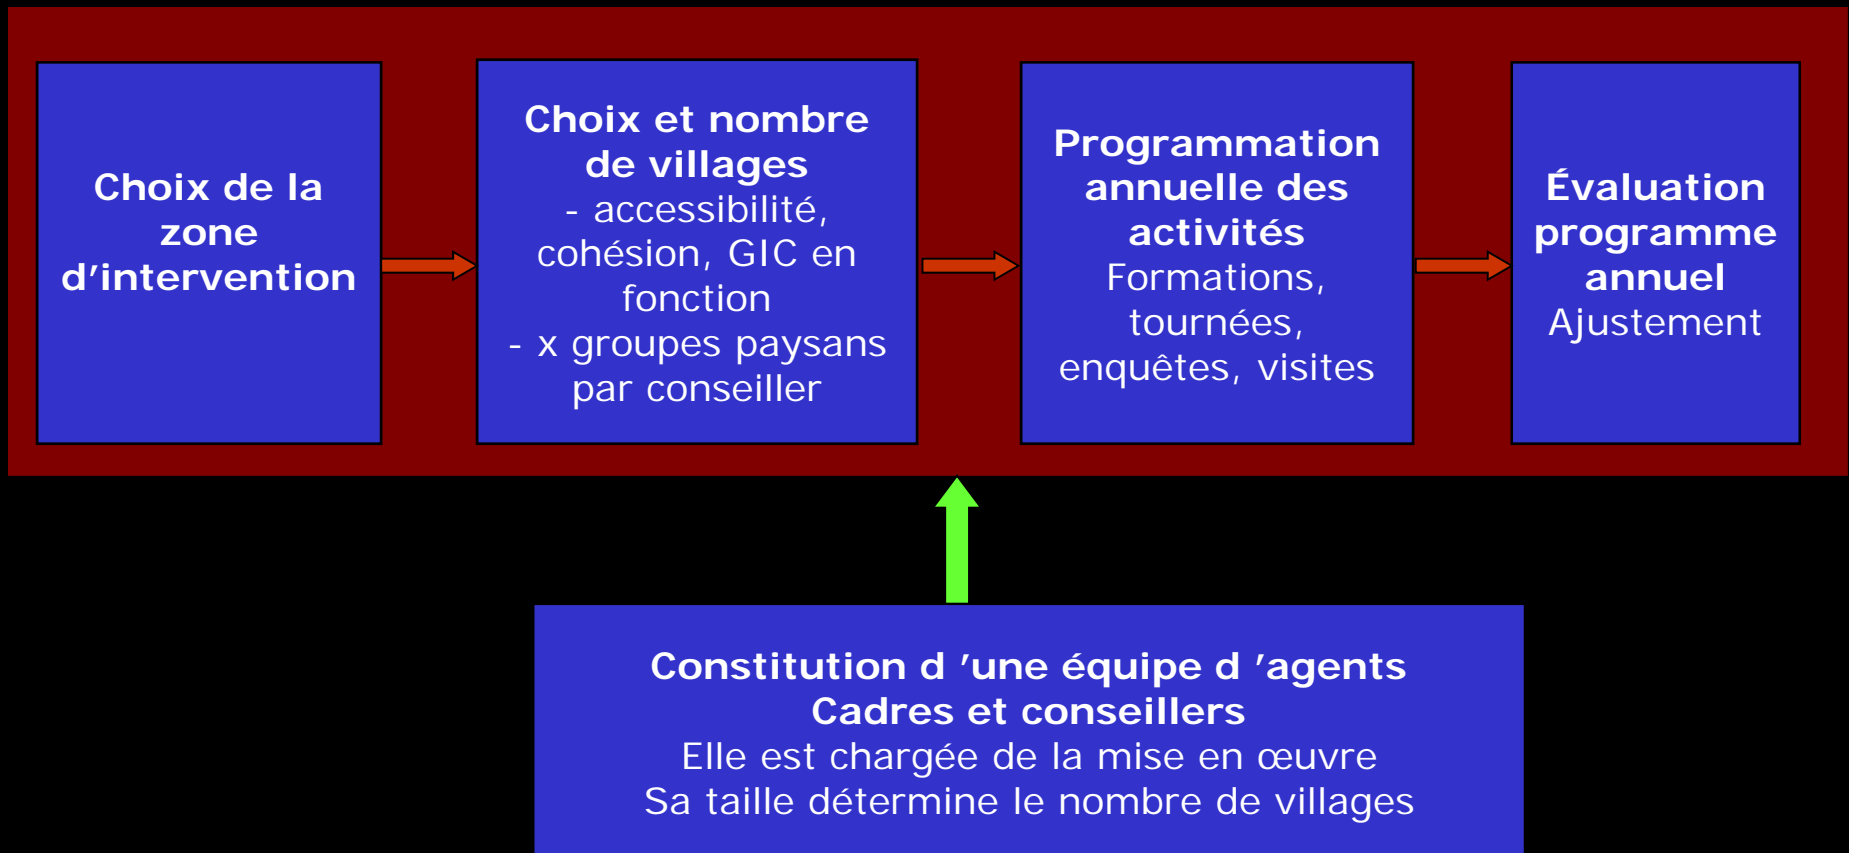 Choix de la
zone
d'intervention
Choix et nombre
de villages
- accessibilité,
cohésion, GIC en
fonction
- x groupes paysans
par conseiller
Programmation
annuelle des
activités
Formations,
tournées,
enquêtes, visites
Évaluation
programme
annuel
Ajustement
Constitution d ’une équipe d ’agents
Cadres et conseillers
Elle est chargée de la mise en œuvre
Sa taille détermine le nombre de villages